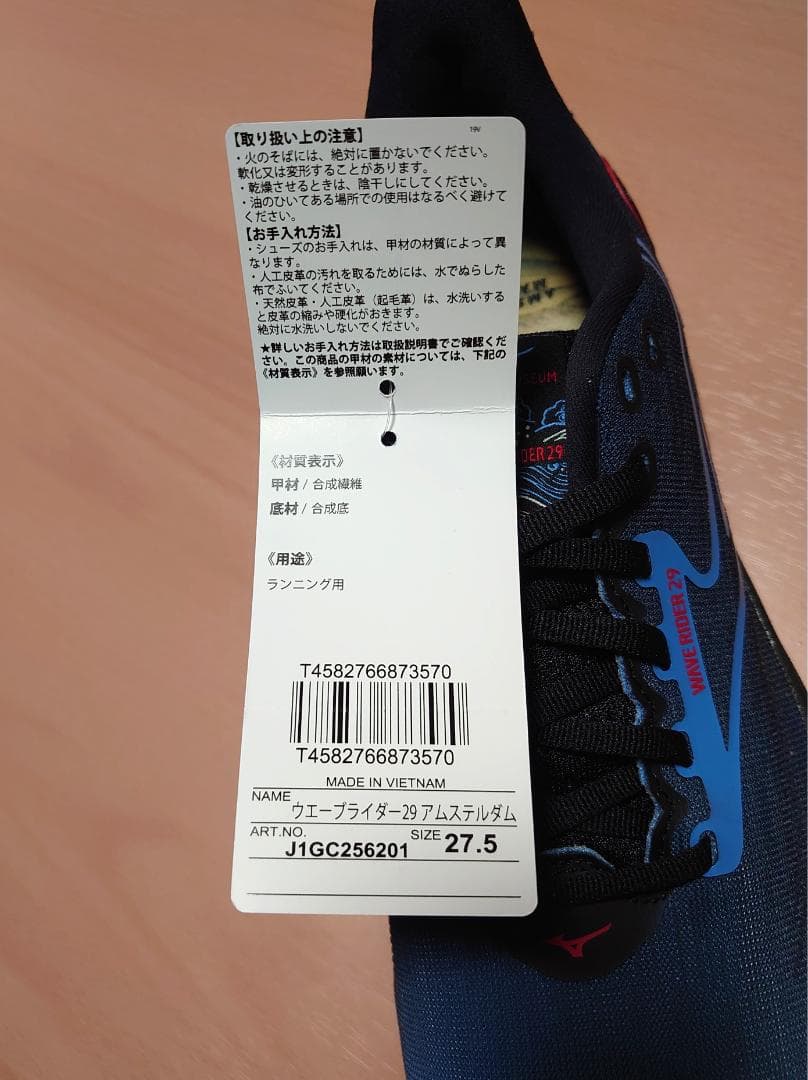 【取り扱い上の注意】
19V
・火のそばには、絶対に置かないでください。
軟化又は変形することがあります。
・乾燥させるときは、陰干しにしてください。
・油のひいてある場所での使用はなるべく避けて
ください。
【お手入れ方法】
・シューズのお手入れは、甲材の材質によって異
なります。
・人工皮革の汚れを取るためには、水でぬらした
布でふいてください。
・天然皮革・人工皮革（起毛革）は、水洗いする
と皮革の縮みや硬化がおきます。
絶対に水洗いしないでください。
★詳しいお手入れ方法は取扱説明書でご確認くだ
さい。この商品の甲材の素材については、下記の
《材質表示》を参照願います。
《材質表示》
甲材 / 合成繊維
底材 / 合成底
《用途》
ランニング用
T4582766873570
T4582766873570
MADE IN VIETNAM
NAME ウエーブライダー29 アムステルダム
ART.NO. J1GC256201 SIZE 27.5
WAVE RIDER 29